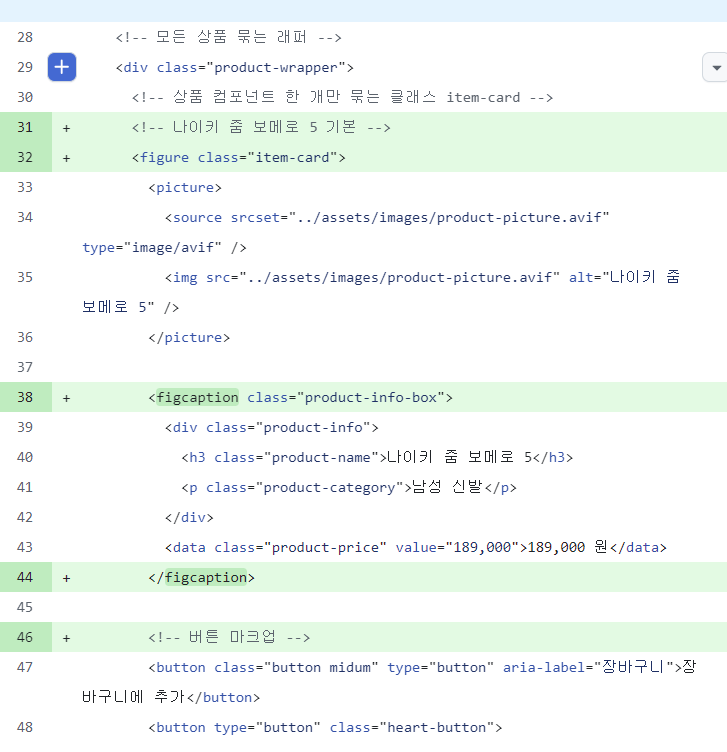 28 <!-- 모든 상품 묶는 래퍼 -->
29 + <div class="product-wrapper">
30 <!-- 상품 컴포넌트 한 개만 묶는 클래스 item-card -->
31 + <!-- 나이키 줌 보메로 5 기본 -->
32 + <figure class="item-card">
33 <picture>
34 <source srcset="../assets/images/product-picture.avif"
type="image/avif" />
35 <img src="../assets/images/product-picture.avif" alt="나이키 줌
보메로 5" />
36 </picture>
37
38 + <figcaption class="product-info-box">
39 <div class="product-info">
40 <h3 class="product-name">나이키 줌 보메로 5</h3>
41 <p class="product-category">남성 신발</p>
42 </div>
43 <data class="product-price" value="189,000">189,000 원</data>
44 + </figcaption>
45
46 + <!-- 버튼 마크업 -->
47 <button class="button midum" type="button" aria-label="장바구니">장
바구니에 추가</button>
48 <button type="button" class="heart-button">